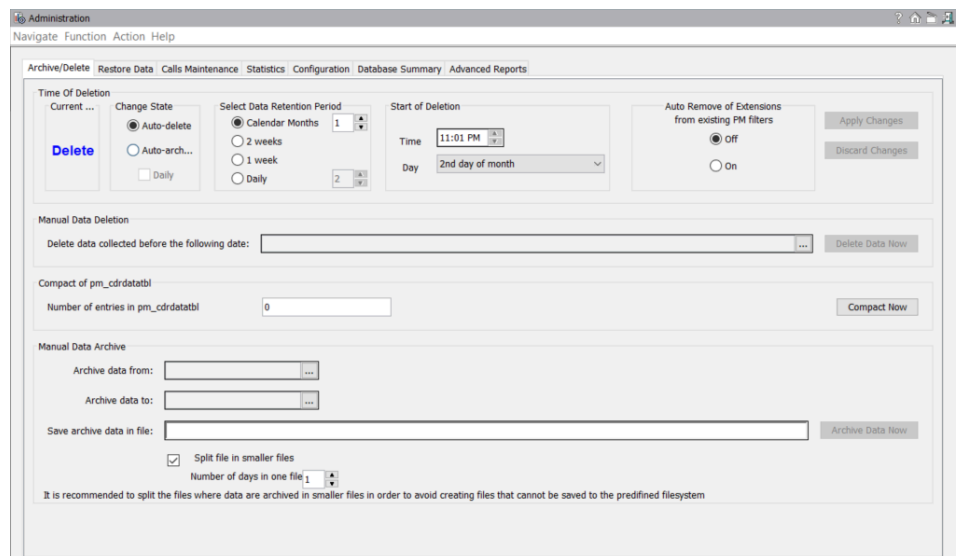 Administration
Navigate Function Action Help
Archive/Delete Restore Data Calls Maintenance Statistics Configuration Database Summary Advanced Reports
Time Of Deletion
Current ... Change State Select Data Retention Period Start of Deletion Auto Remove of Extensions
from existing PM filters
Auto-delete Calendar Months 1 Apply Changes
Time 11:01 PM Off
Delete Auto-arch... 2 weeks Discard Changes
1 week Day 2nd day of month On
Daily Daily 2
Manual Data Deletion
Delete data collected before the following date: ... Delete Data Now
Compact of pm_cdrdatatbl
Number of entries in pm_cdrdatatbl 0 Compact Now
Manual Data Archive
Archive data from: ...
Archive data to: ...
Save archive data in file: Archive Data Now
Split file in smaller files
Number of days in one file 1
It is recommended to split the files where data are archived in smaller files in order to avoid creating files that cannot be saved to the predifined filesystem